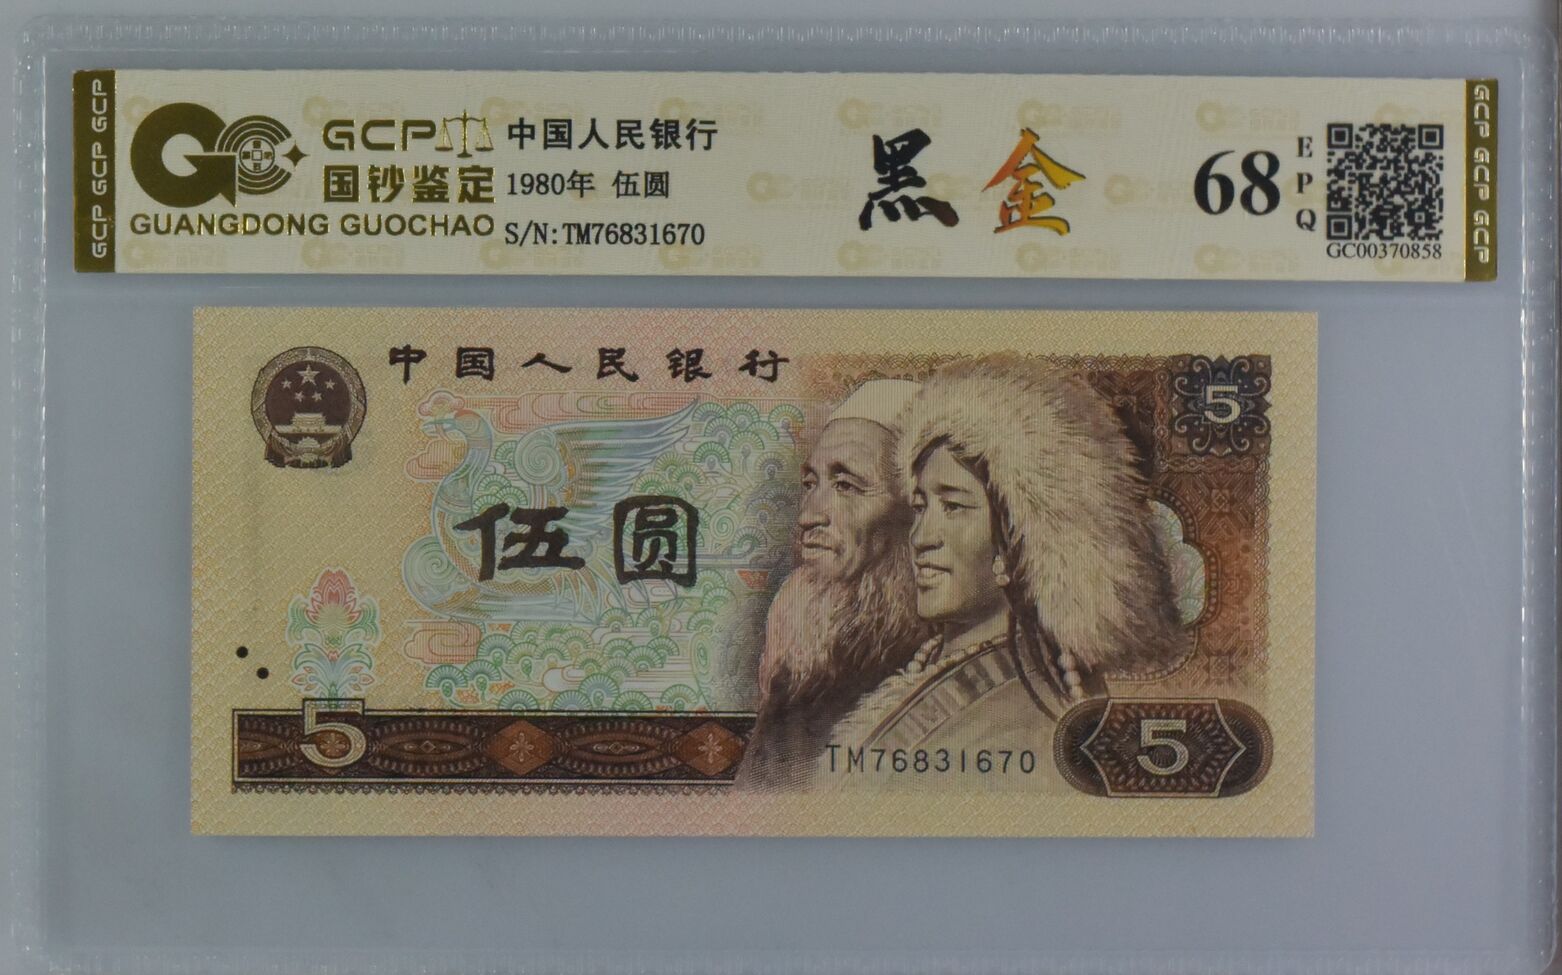 GCP GCP GCP
GCP
国钞鉴定
GUANGDONG GUOCHAO
中国人民银行
1980年 伍圆
S/N:TM76831670
黑金
68
EPQ
GC00370858
GCP GCP GCP
中国人民银行
5
伍圆
5
TM76831670
5